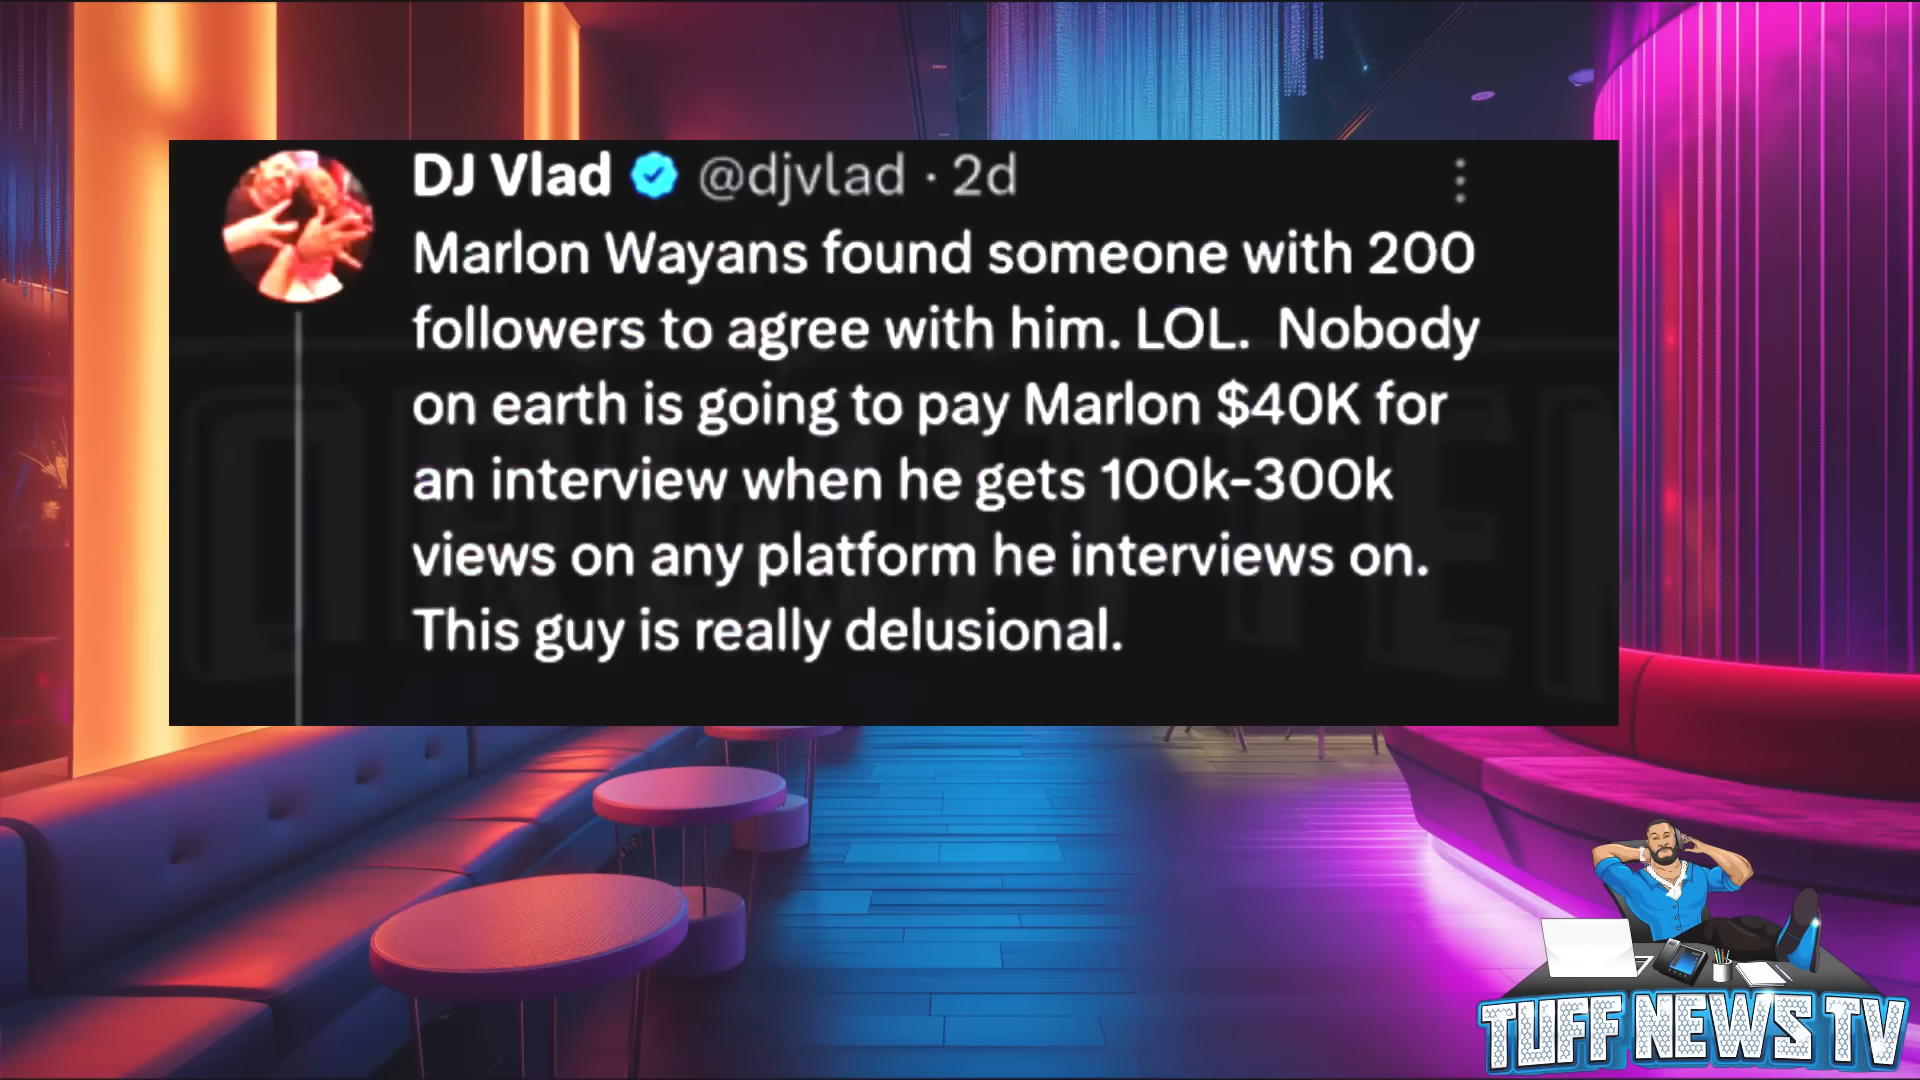 DJ Vlad @djvlad · 2d
Marlon Wayans found someone with 200
followers to agree with him. LOL. Nobody
on earth is going to pay Marlon $40K for
an interview when he gets 100k-300k
views on any platform he interviews on.
This guy is really delusional.
TUFF NEWS TV